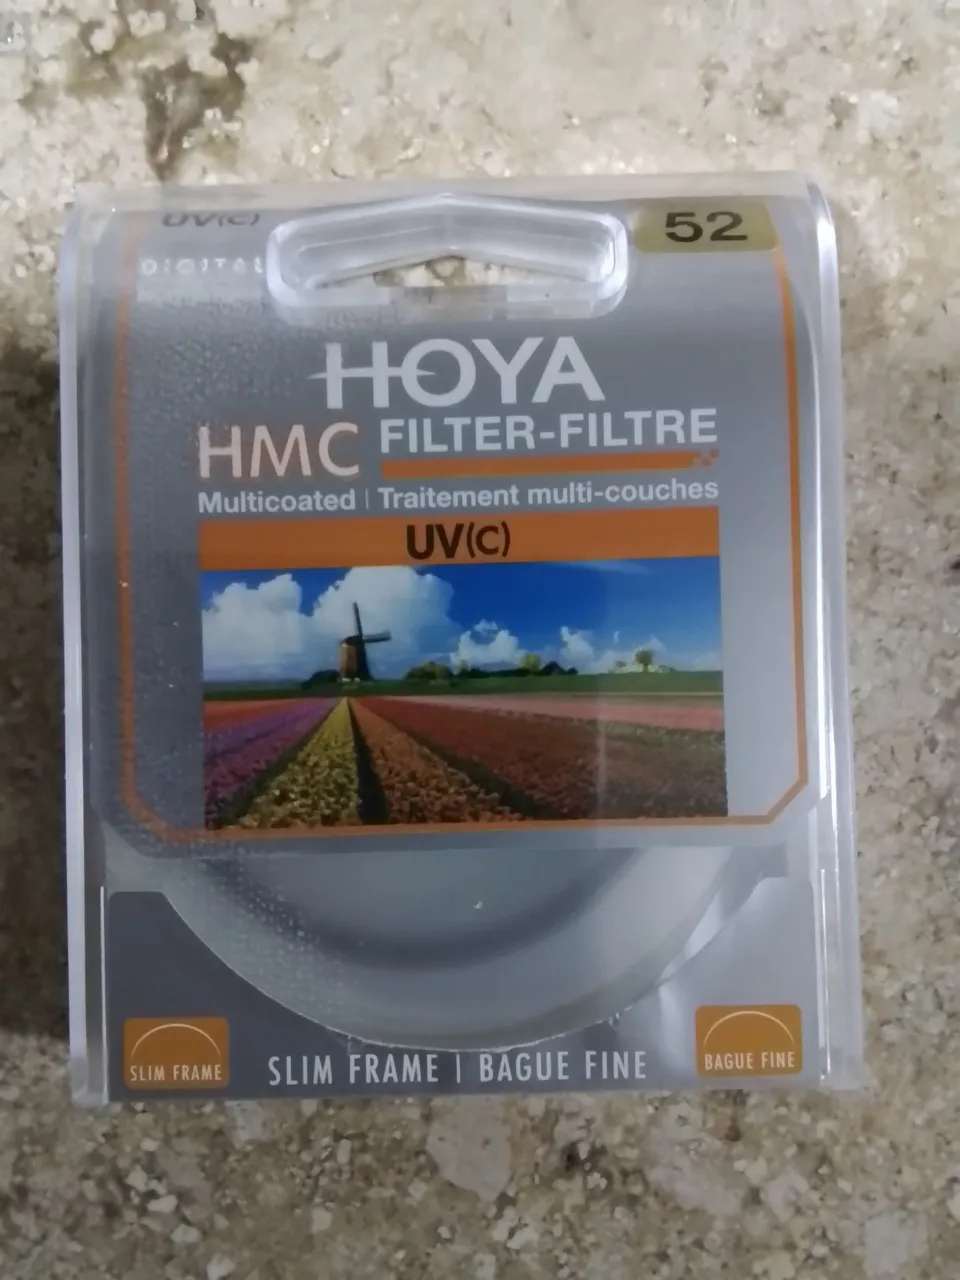 UV(C)
52
DIGITAL
HOYA
HMC FILTER-FILTRE
Multicoated | Traitement multi-couches
UV(C)
SLIM FRAME
SLIM FRAME | BAGUE FINE
BAGUE FINE